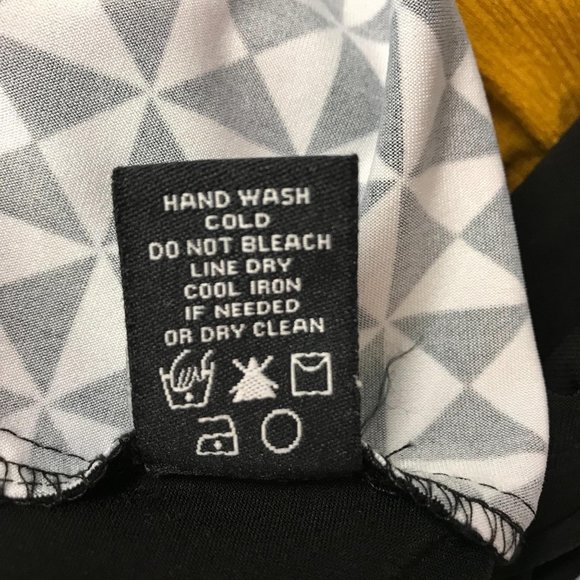 HAND WASH
COLD
DO NOT BLEACH
LINE DRY
COOL IRON
IF NEEDED
OR DRY CLEAN